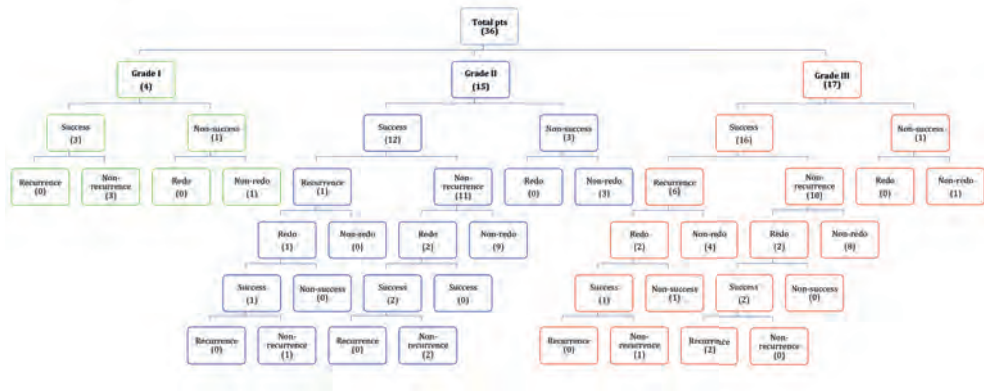 Total pts
(36)
Grade I
(4)
Grade II
(15)
Grade III
(17)
Success
(3)
Non-success
(1)
Success
(12)
Non-success
(3)
Success
(16)
Non-success
(1)
Recurrence
(0)
Non-
recurrence
(3)
Redo
(0)
Non-redo
(1)
Recurrence
(1)
Non-
recurrence
(11)
Redo
(0)
Non-redo
(3)
Recurrence
(6)
Non-
recurrence
(10)
Redo
(0)
Non-redo
(1)
Redo
(1)
Non-redo
(0)
Redo
(2)
Non-redo
(9)
Redo
(2)
Non-redo
(4)
Redo
(2)
Non-redo
(8)
Success
(1)
Non-success
(0)
Success
(2)
Success
(0)
Success
(1)
Non-success
(1)
Success
(2)
Non-success
(0)
Recurrence
(0)
Non-
recurrence
(1)
Recurrence
(0)
Non-
recurrence
(2)
Recurrence
(0)
Non-
recurrence
(1)
Recurrence
(2)
Non-
recurrence
(0)